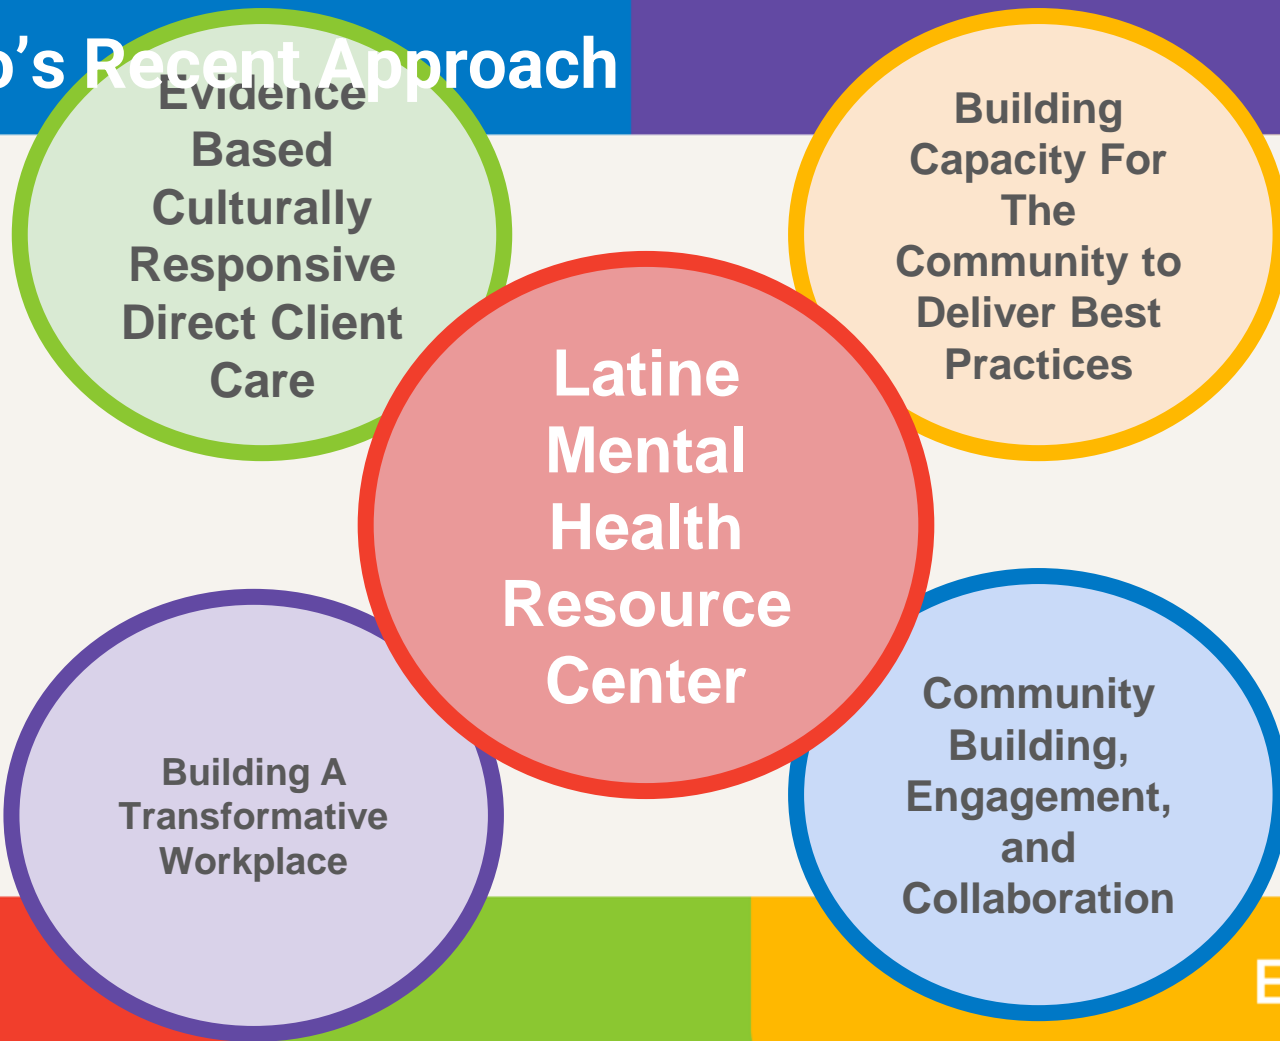 's Recent Approach
Evidence
Based
Culturally
Responsive
Direct Client
Care
Building
Capacity For
The
Community to
Deliver Best
Practices
Latine
Mental
Health
Resource
Center
Building A
Transformative
Workplace
Community
Building,
Engagement,
and
Collaboration